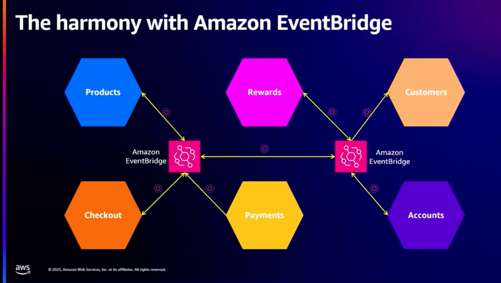 The harmony with Amazon EventBridge
Products
Rewards
Customers
Amazon
EventBridge
Amazon
EventBridge
Checkout
Payments
Accounts
aws
© 2023, Amazon Web Services, Inc. or its affiliates. All rights reserved.